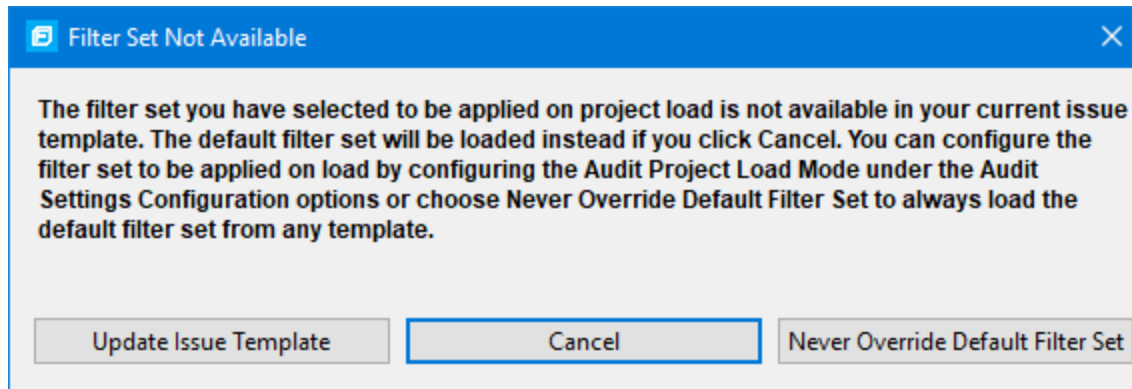 Filter Set Not Available
The filter set you have selected to be applied on project load is not available in your current issue
template. The default filter set will be loaded instead if you click Cancel. You can configure the
filter set to be applied on load by configuring the Audit Project Load Mode under the Audit
Settings Configuration options or choose Never Override Default Filter Set to always load the
default filter set from any template.
Update Issue Template
Cancel
Never Override Default Filter Set